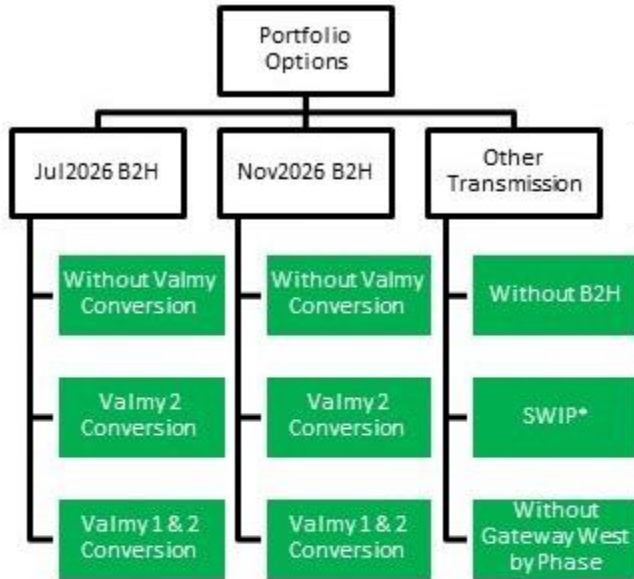 Portfolio
Options
Jul2026 B2H
Nov2026 B2H
Other
Transmission
Without Valmy
Conversion
Without Valmy
Conversion
Without B2H
Valmy 2
Conversion
Valmy 2
Conversion
SWIP*
Valmy 1 & 2
Conversion
Valmy 1 & 2
Conversion
Without
Gateway West
by Phase